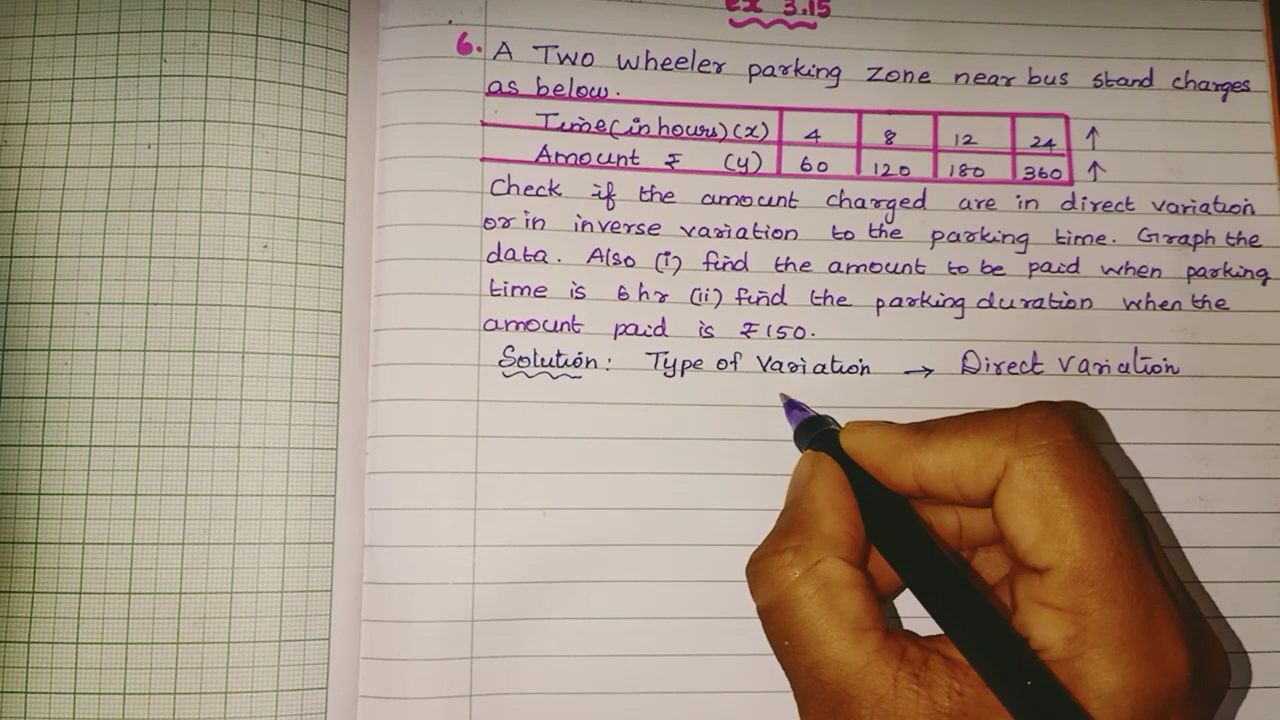 Ex 3.15
6. A Two wheeler parking zone near bus stand charges
as below.
Time (in hours) (x) 4 8 12 24 ↑
Amount ₹ (y) 60 120 180 360 ↑
Check if the amount charged are in direct variation
or in inverse variation to the parking time. Graph the
data. Also (i) find the amount to be paid when parking
time is 6 hr (ii) find the parking duration when the
amount paid is ₹150.
Solution: Type of Variation → Direct Variation